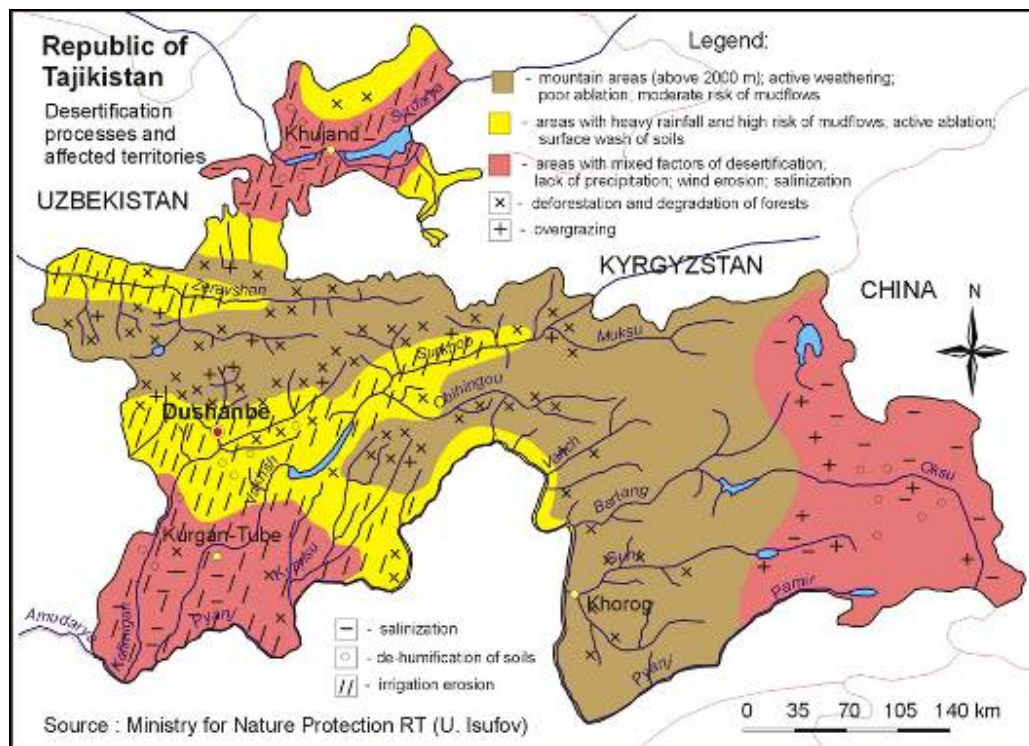 Republic of
Tajikistan
Desertification
processes and
affected territories
Legend:
- mountain areas (above 2000 m); active weathering;
poor ablation; moderate risk of mudflows
- areas with heavy rainfall and high risk of mudflows, active ablation;
surface wash of soils
- areas with mixed factors of desertification;
lack of precipitation; wind erosion; salinization
x - deforestation and degradation of forests
+ - overgrazing
Syrdarya
Khujand
UZBEKISTAN
KYRGYZSTAN
CHINA
N
Zeravshan
Muksu
Surkhob
Obihingou
Dushanbe
Vakhsh
Vanch
Bartang
Oksu
Kurgan-Tube
Kyzylsu
Gunt
Pamir
Khorog
Amudarya
Kafirnigan
Pyanj
Pyanj
- salinization
- de-humification of soils
- irrigation erosion
0 35 70 105 140 km
Source : Ministry for Nature Protection RT (U. Isufov)